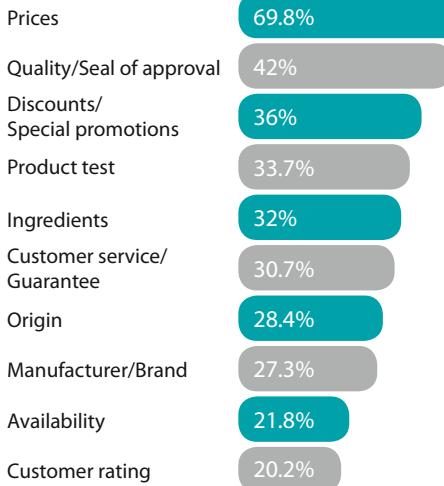 Prices 69.8%
Quality/Seal of approval 42%
Discounts/
Special promotions 36%
Product test 33.7%
Ingredients 32%
Customer service/
Guarantee 30.7%
Origin 28.4%
Manufacturer/Brand 27.3%
Availability 21.8%
Customer rating 20.2%